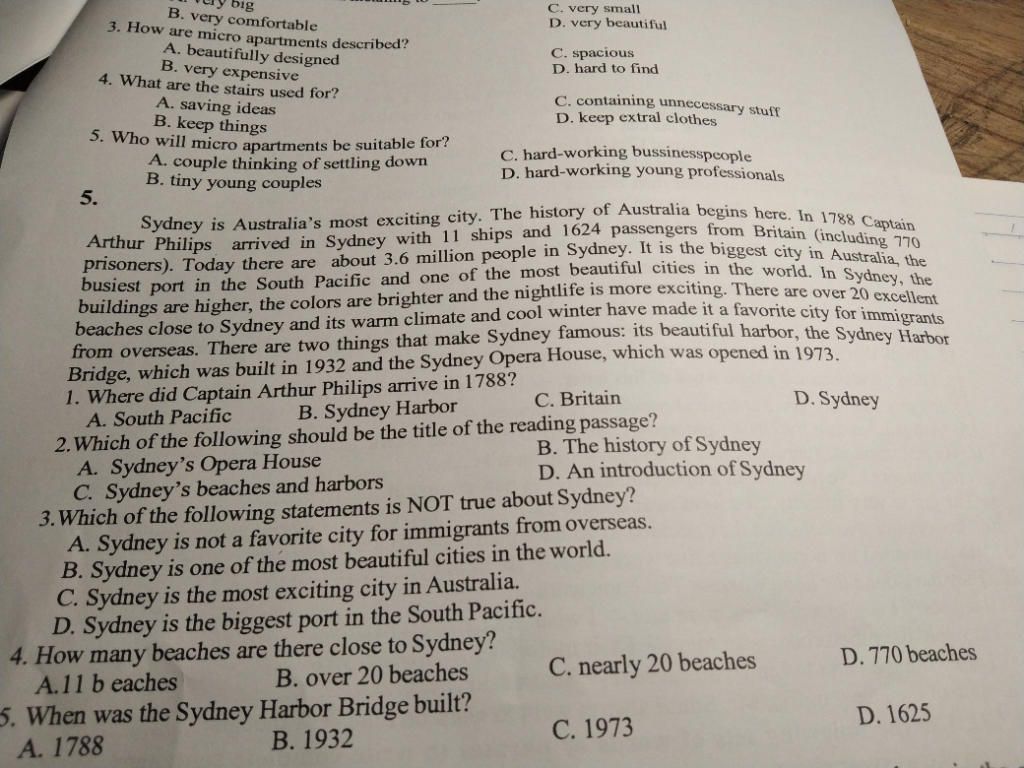 very big
C. very small
B. very comfortable
D. very beautiful
3. How are micro apartments described?
A. beautifully designed
C. spacious
B. very expensive
D. hard to find
4. What are the stairs used for?
A. saving ideas
C. containing unnecessary stuff
B. keep things
D. keep extral clothes
5. Who will micro apartments be suitable for?
A. couple thinking of settling down
C. hard-working bussinesspeople
B. tiny young couples
D. hard-working young professionals
5.
Sydney is Australia's most exciting city. The history of Australia begins here. In 1788 Captain
Arthur Philips arrived in Sydney with 11 ships and 1624 passengers from Britain (including 770
prisoners). Today there are about 3.6 million people in Sydney. It is the biggest city in Australia, the
busiest port in the South Pacific and one of the most beautiful cities in the world. In Sydney, the
buildings are higher, the colors are brighter and the nightlife is more exciting. There are over 20 excellent
beaches close to Sydney and its warm climate and cool winter have made it a favorite city for immigrants
from overseas. There are two things that make Sydney famous: its beautiful harbor, the Sydney Harbor
Bridge, which was built in 1932 and the Sydney Opera House, which was opened in 1973.
1. Where did Captain Arthur Philips arrive in 1788?
A. South Pacific B. Sydney Harbor C. Britain D. Sydney
2. Which of the following should be the title of the reading passage?
A. Sydney's Opera House B. The history of Sydney
C. Sydney's beaches and harbors D. An introduction of Sydney
3. Which of the following statements is NOT true about Sydney?
A. Sydney is not a favorite city for immigrants from overseas.
B. Sydney is one of the most beautiful cities in the world.
C. Sydney is the most exciting city in Australia.
D. Sydney is the biggest port in the South Pacific.
4. How many beaches are there close to Sydney?
A.11 b eaches B. over 20 beaches C. nearly 20 beaches D. 770 beaches
5. When was the Sydney Harbor Bridge built?
A. 1788 B. 1932 C. 1973 D. 1625